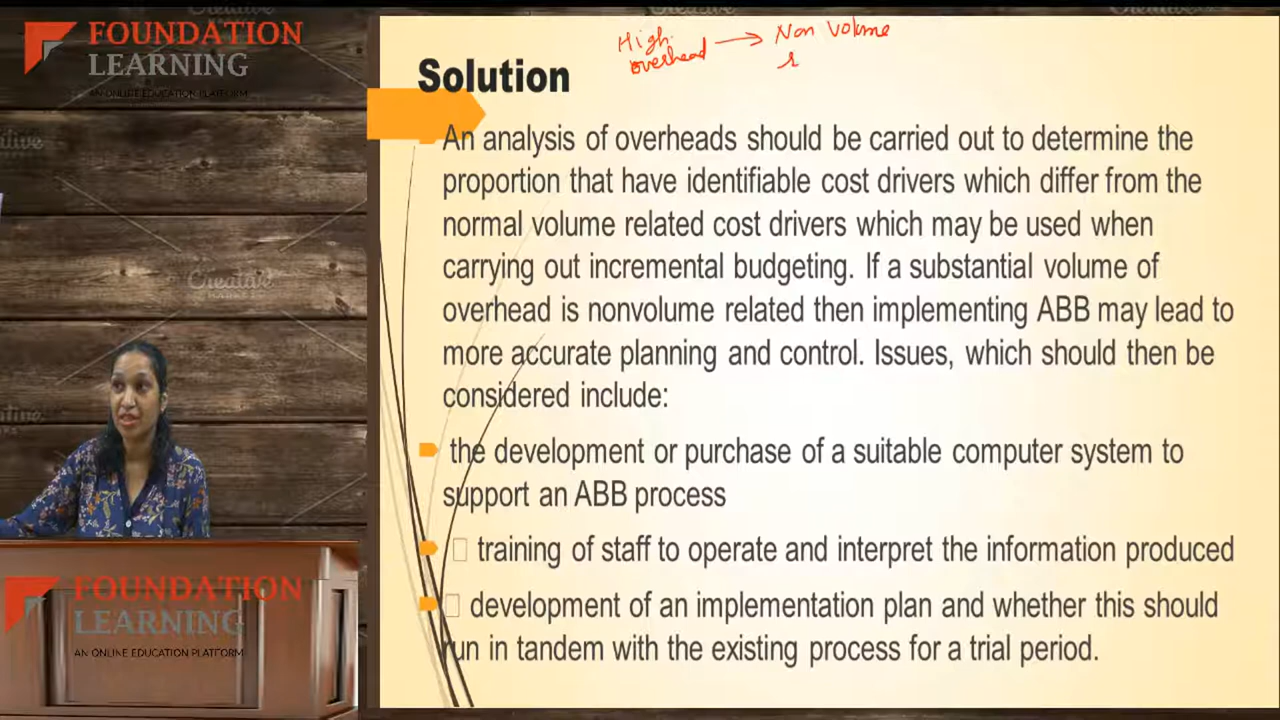 FOUNDATION
LEARNING
AN ONLINE EDUCATION PLATFORM
High overhead → Non Volume
r
Solution
An analysis of overheads should be carried out to determine the
proportion that have identifiable cost drivers which differ from the
normal volume related cost drivers which may be used when
carrying out incremental budgeting. If a substantial volume of
overhead is nonvolume related then implementing ABB may lead to
more accurate planning and control. Issues, which should then be
considered include:
the development or purchase of a suitable computer system to
support an ABB process
training of staff to operate and interpret the information produced
development of an implementation plan and whether this should
run in tandem with the existing process for a trial period.
Creative
FOUNDATION
LEARNING
AN ONLINE EDUCATION PLATFORM